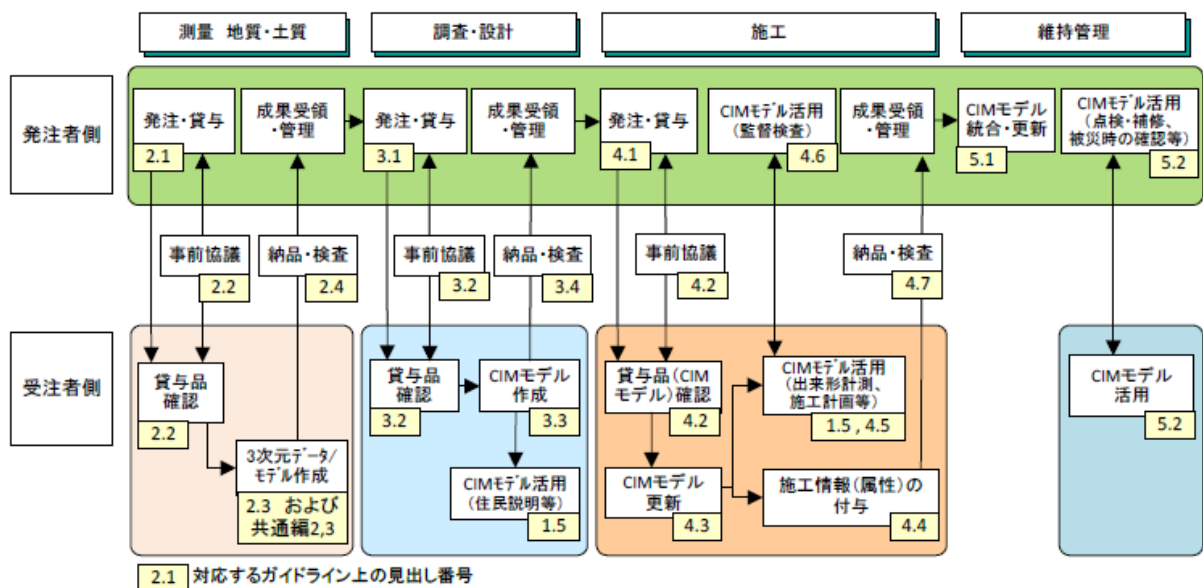 測量 地質・土質
調査・設計
施工
維持管理
発注者側
発注・貸与
2.1
成果受領
・管理
発注・貸与
3.1
成果受領
・管理
発注・貸与
4.1
CIMモデル活用
(監督検査)
4.6
成果受領
・管理
CIMモデル
統合・更新
5.1
CIMモデル活用
(点検・補修、
被災時の確認等)
5.2
事前協議
2.2
納品・検査
2.4
事前協議
3.2
納品・検査
3.4
事前協議
4.2
納品・検査
4.7
受注者側
貸与品
確認
2.2
3次元データ/
モデル作成
2.3 および
共通編2,3
貸与品
確認
3.2
CIMモデル
作成
3.3
CIMモデル活用
(住民説明等)
1.5
貸与品(CIM
モデル)確認
4.2
CIMモデル
更新
4.3
CIMモデル活用
(出来形計測、
施工計画等)
1.5 , 4.5
施工情報(属性)の
付与
4.4
CIMモデル
活用
5.2
2.1 対応するガイドライン上の見出し番号